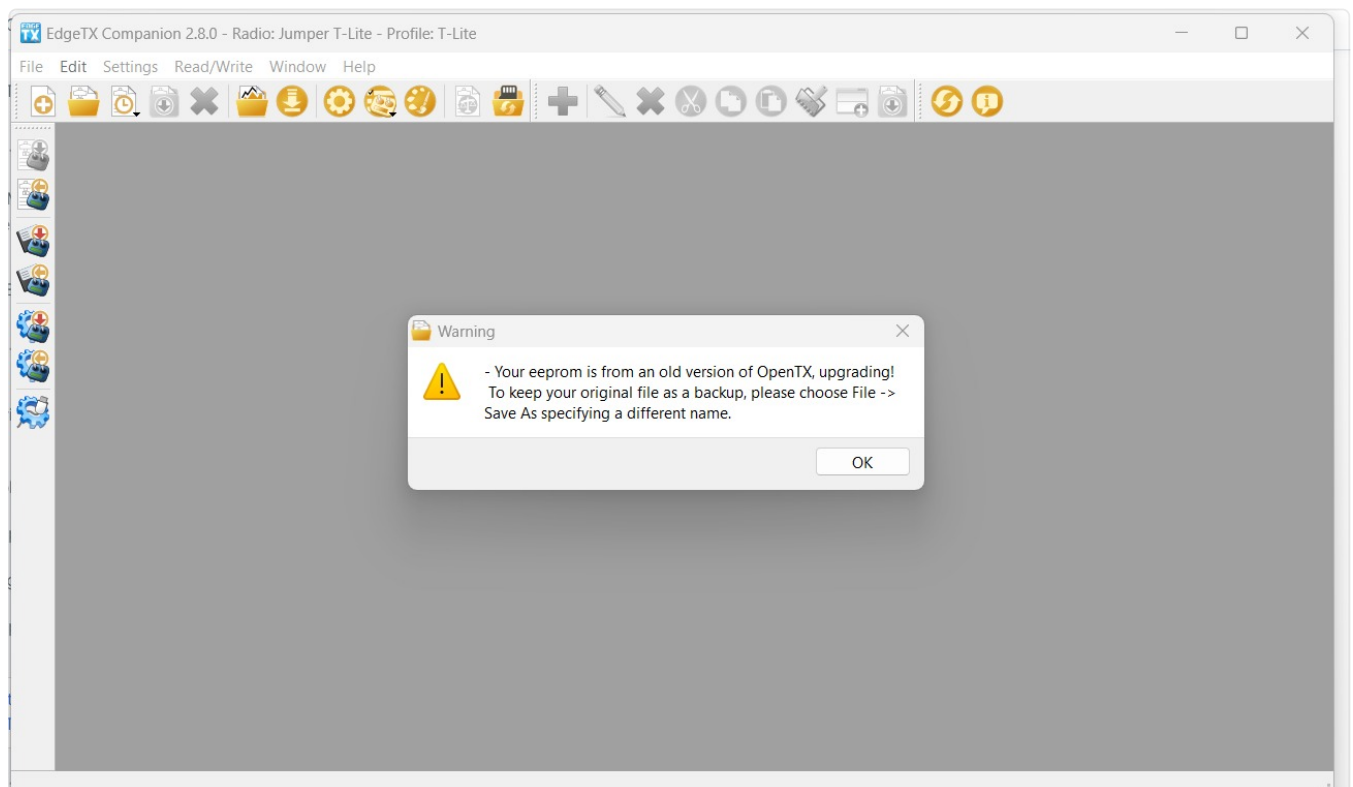 EdgeTX Companion 2.8.0 - Radio: Jumper T-Lite - Profile: T-Lite
File Edit Settings Read/Write Window Help
Warning
- Your eeprom is from an old version of OpenTX, upgrading!
To keep your original file as a backup, please choose File ->
Save As specifying a different name.
OK